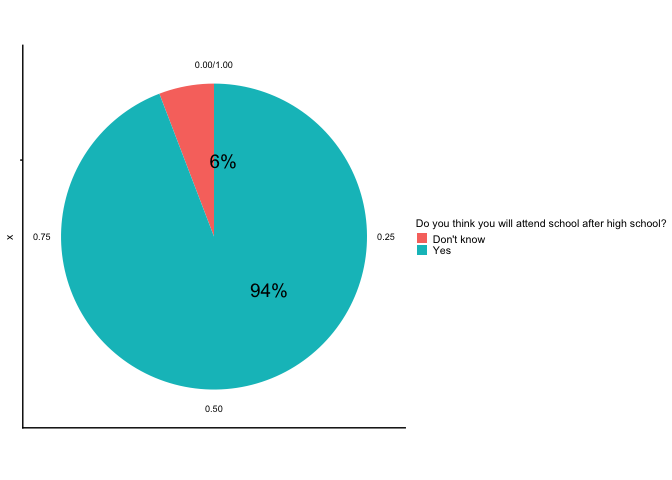 0.00/1.00
6%
x
0.75
0.25
94%
0.50
Do you think you will attend school after high school?
Don't know
Yes